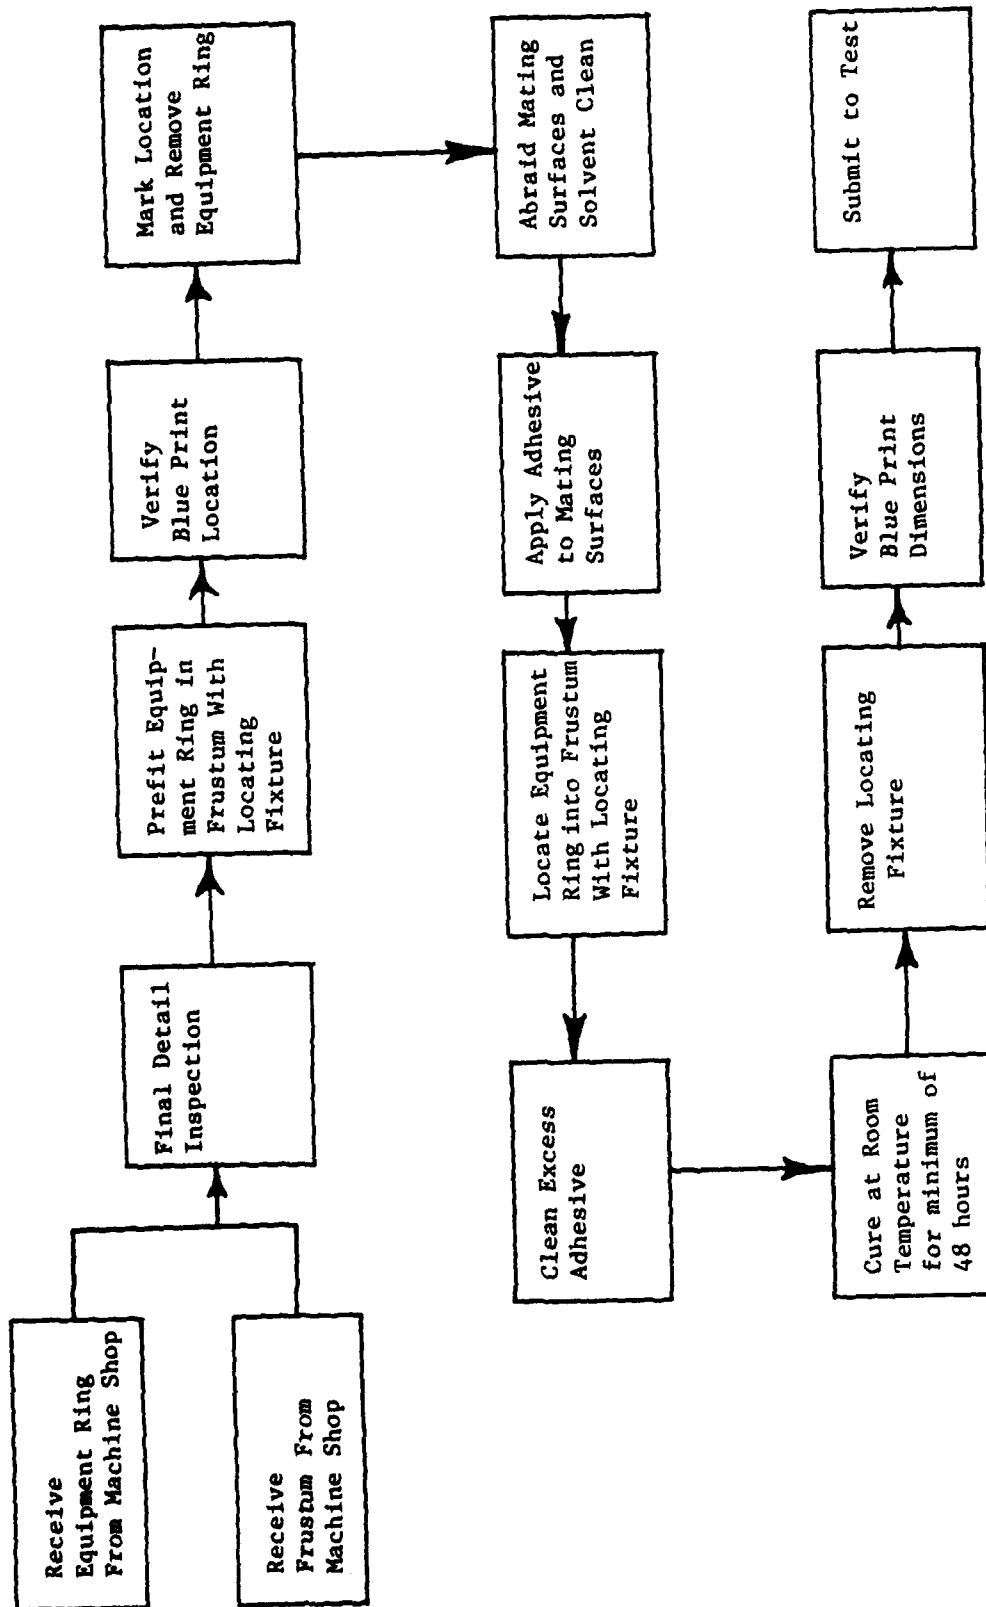 Receive
Equipment Ring
From Machine Shop
Receive
Frustum From
Machine Shop
Final Detail
Inspection
Prefit Equip-
ment Ring in
Frustum With
Locating
Fixture
Verify
Blue Print
Location
Mark Location
and Remove
Equipment Ring
Abraid Mating
Surfaces and
Solvent Clean
Apply Adhesive
to Mating
Surfaces
Locate Equipment
Ring into Frustum
With Locating
Fixture
Clean Excess
Adhesive
Cure at Room
Temperature
for minimum of
48 hours
Remove Locating
Fixture
Verify
Blue Print
Dimensions
Submit to Test